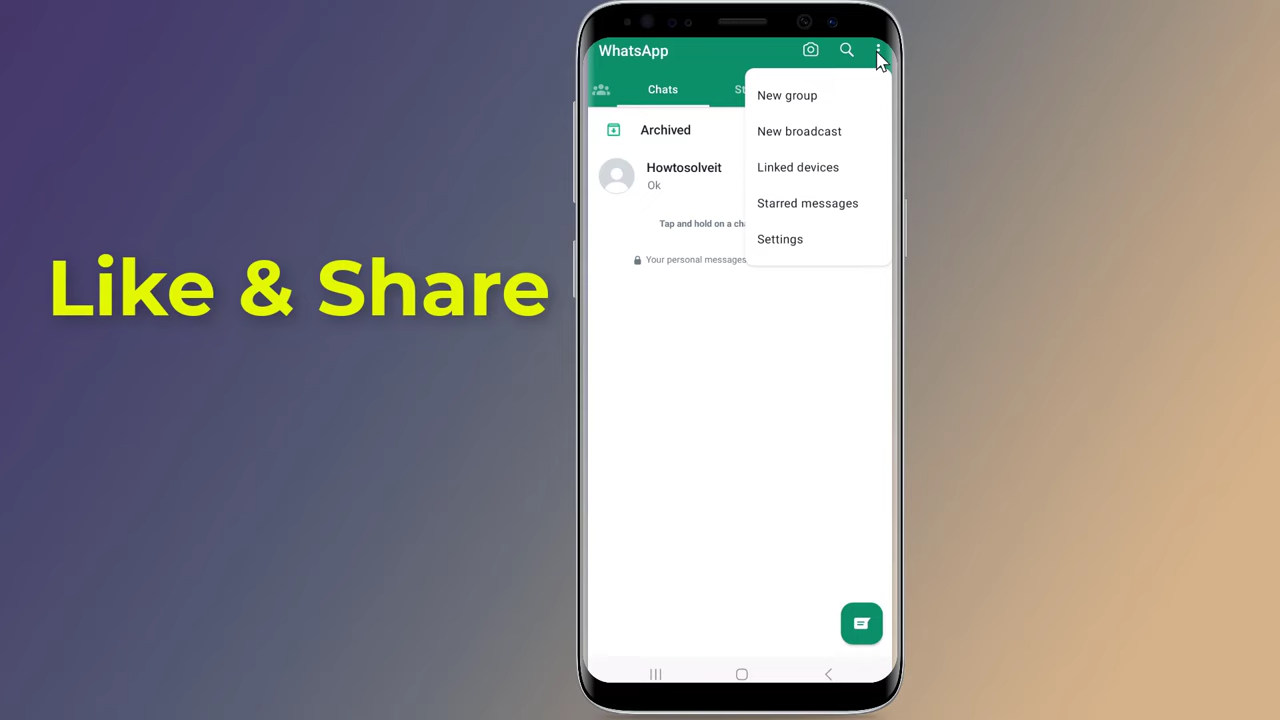 WhatsApp
Chats
St
Archived
Howtosolveit
Ok
Tap and hold on a cha
Your personal messages
New group
New broadcast
Linked devices
Starred messages
Settings
Like & Share